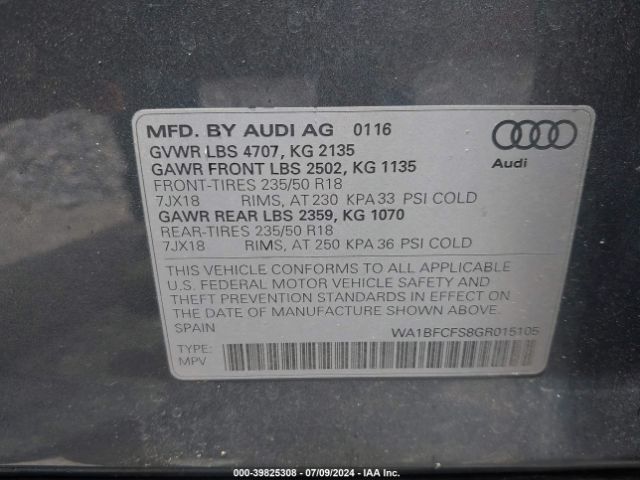 MFD. BY AUDI AG 0116
GVWR LBS 4707, KG 2135
GAWR FRONT LBS 2502, KG 1135
FRONT-TIRES 235/50 R18
7JX18 RIMS, AT 230 KPA 33 PSI COLD
GAWR REAR LBS 2359, KG 1070
REAR-TIRES 235/50 R18
7JX18 RIMS, AT 250 KPA 36 PSI COLD
Audi
THIS VEHICLE CONFORMS TO ALL APPLICABLE
U.S. FEDERAL MOTOR VEHICLE SAFETY AND
THEFT PREVENTION STANDARDS IN EFFECT ON
THE DATE OF MANUFACTURE SHOWN ABOVE.
SPAIN WA1BFCFS8GR015105
TYPE:
MPV
000-39825308 - 07/09/2024 - IAA Inc.